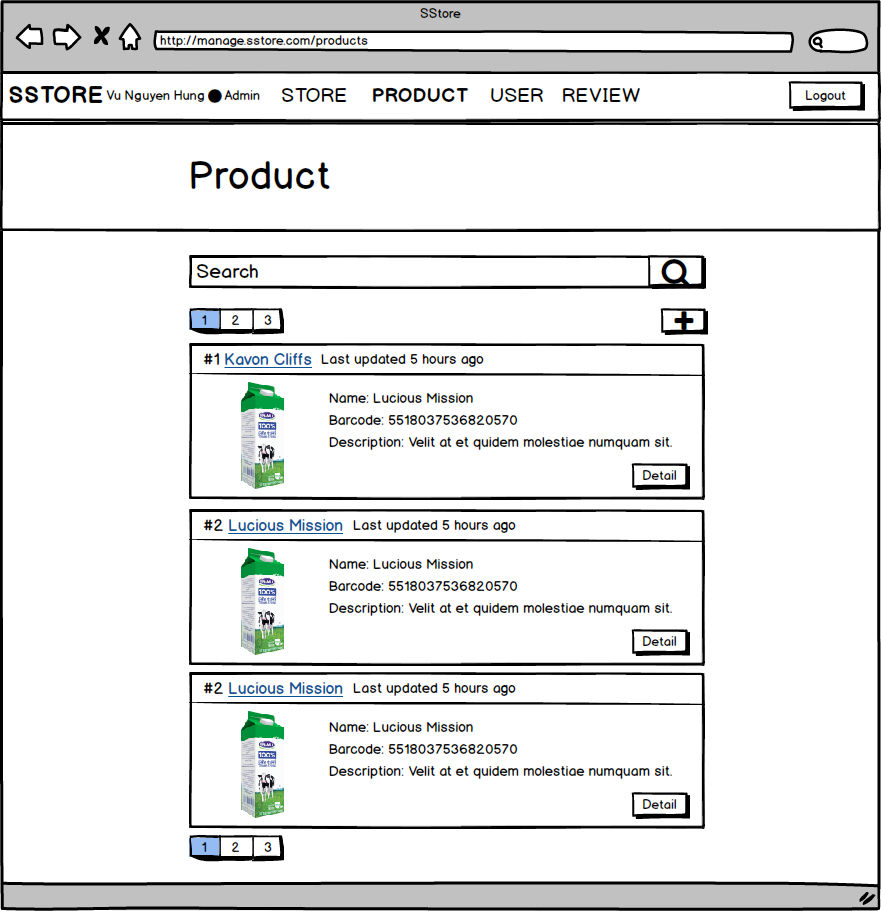 SStore
http://manage.sstore.com/products
SSTORE Vu Nguyen Hung Admin STORE PRODUCT USER REVIEW Logout
Product
Search
1 2 3
#1 Kavon Cliffs Last updated 5 hours ago
100%
Name: Lucious Mission
Barcode: 5518037536820570
Description: Velit at et quidem molestiae numquam sit.
Detail
#2 Lucious Mission Last updated 5 hours ago
100%
Name: Lucious Mission
Barcode: 5518037536820570
Description: Velit at et quidem molestiae numquam sit.
Detail
#2 Lucious Mission Last updated 5 hours ago
100%
Name: Lucious Mission
Barcode: 5518037536820570
Description: Velit at et quidem molestiae numquam sit.
Detail
1 2 3